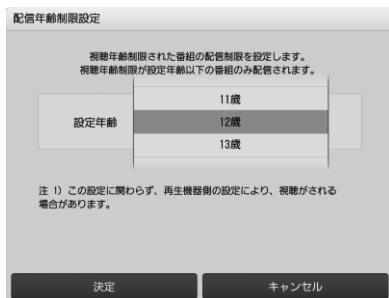 配信年齢制限設定
視聴年齢制限された番組の配信制限を設定します。
視聴年齢制限が設定年齢以下の番組のみ配信されます。
11歳
設定年齢
12歳
13歳
注 1) この設定に関わらず、再生機器側の設定により、視聴がされる
場合があります。
決定
キャンセル